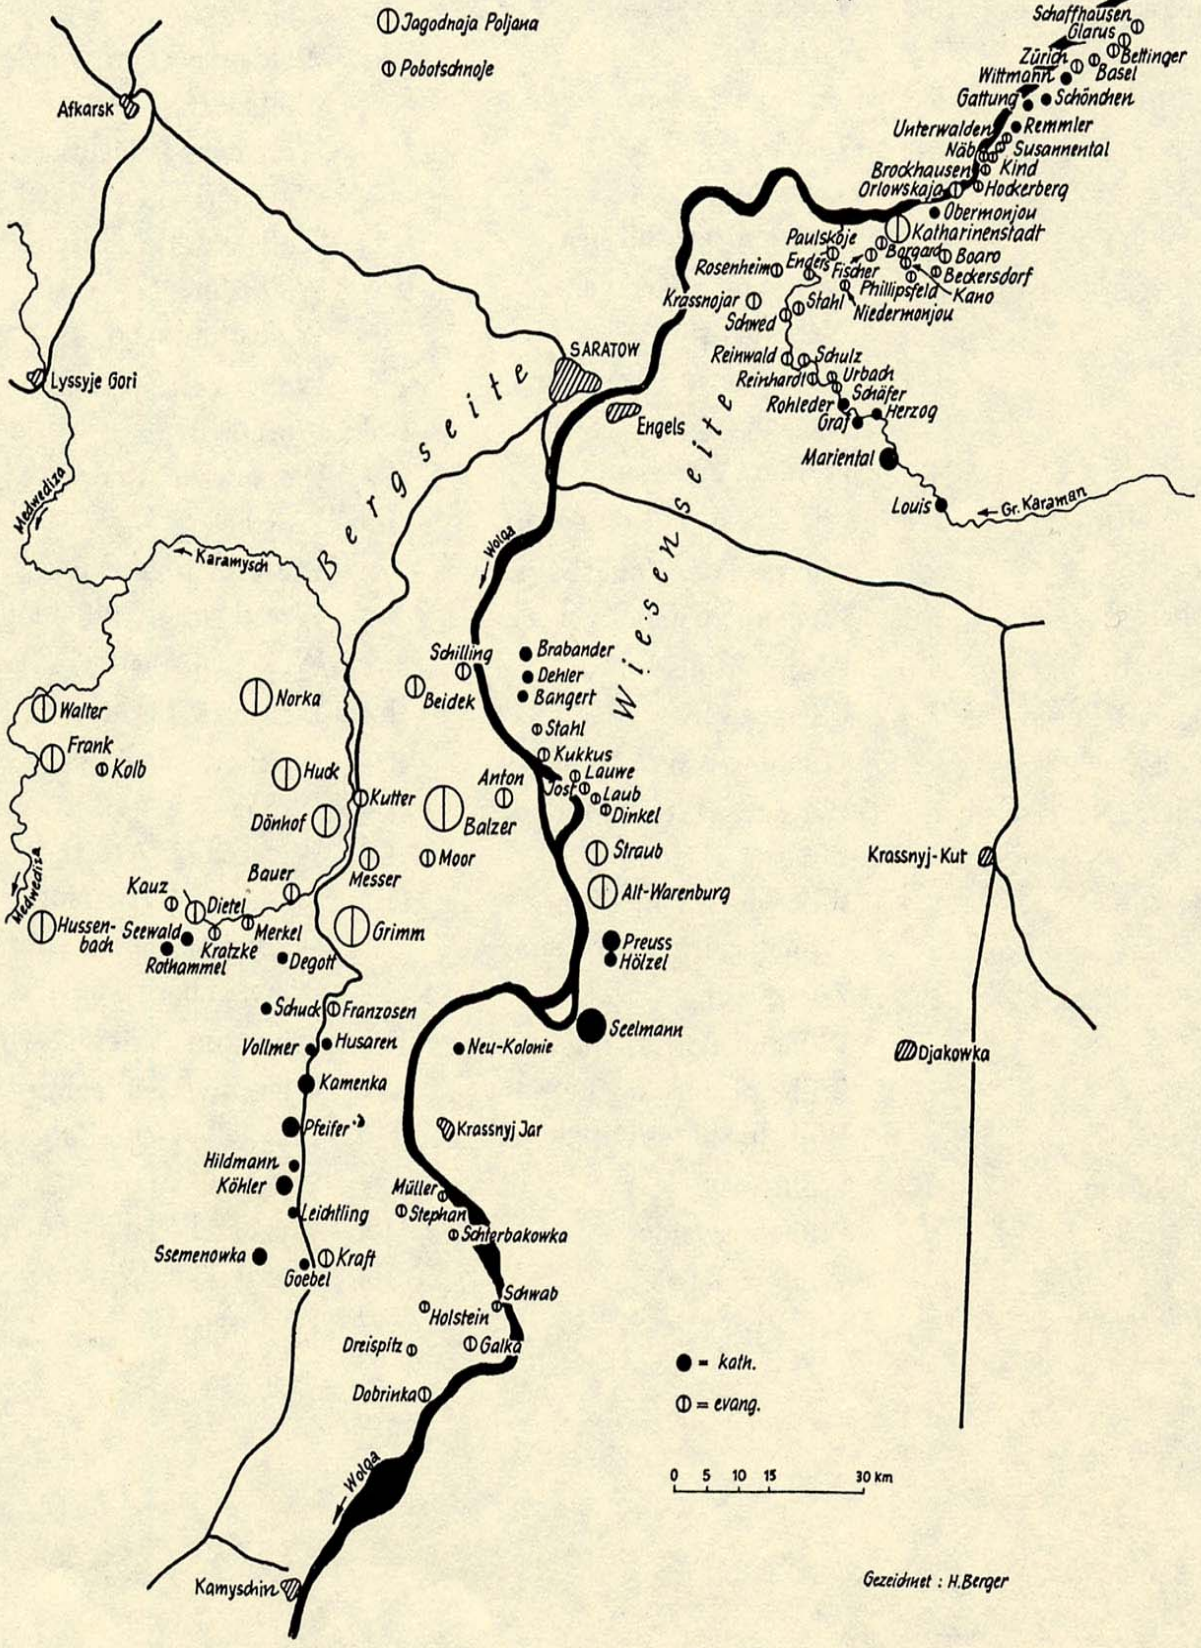 Jagodnaja Poljana
Pobotschnoje
Schaffhausen
Glarus
Bettinger
Zürich
Basel
Wittmann
Gattung
Schönchen
Unterwalden
Remmler
Näb
Susannental
Brockhausen
Kind
Orlowskaja
Hockerberg
Obermonjou
Katharinenstadt
Paulskoje
Borgard
Boaro
Rosenheim
Enders
Fischer
Beckersdorf
Phillipsfeld
Kano
Krassnojar
Stahl
Niedermonjou
Schwed
Reinwald
Schulz
Reinhardt
Urbach
Schäfer
Rohleder
Herzog
Graf
Mariental
Louis
Gr. Karaman
Afkarsk
Lyssyje Gori
SARATOW
Engels
Bergseite
Wiesenseite
Medwediza
Karamysch
Wolga
Schilling
Brabander
Dehler
Bangert
Beidek
Norka
Walter
Stahl
Frank
Kolb
Kukkus
Huck
Lauwe
Jost
Anton
Laub
Kutter
Dinkel
Dönhof
Balzer
Straub
Moor
Messer
Krassnyj-Kut
Medwediza
Bauer
Kauz
Dietel
Alt-Warenburg
Hussen-
bach
Seewald
Kratzke
Merkel
Grimm
Preuss
Hölzel
Rothammel
Degott
Schuck
Franzosen
Seelmann
Vollmer
Husaren
Neu-Kolonie
Djakowka
Kamenka
Pfeifer
Krassnyj Jar
Hildmann
Köhler
Müller
Leichtling
Stephan
Schterbakowka
Ssemenowka
Kraft
Goebel
Schwab
Holstein
Dreispitz
Galka
Dobrinka
● = kath.
⦶ = evang.
0 5 10 15 30 km
Wolga
Kamyschin
Gezeichnet : H.Berger